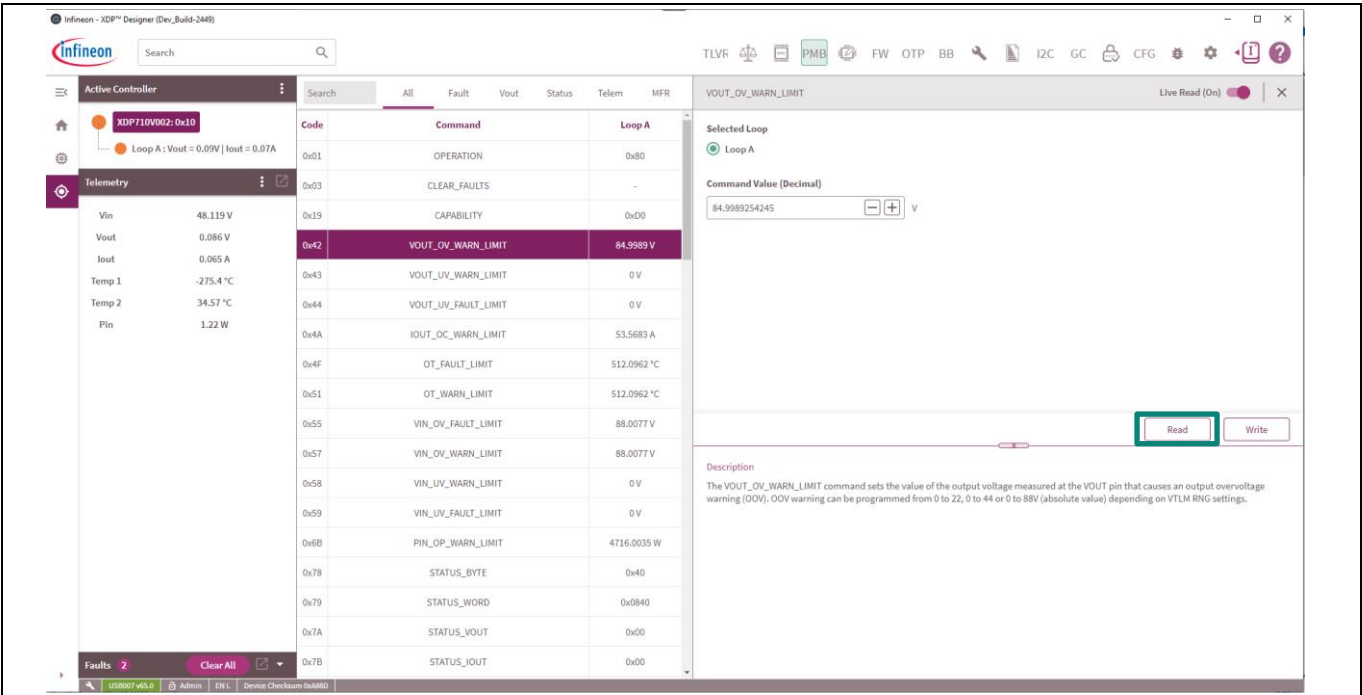 Infineon - XDP™ Designer (Dev_Build-2449)
infineon
Search
TLVR PMB FW OTP BB I2C GC CFG
Active Controller
XDP710V002: 0x10
Loop A : Vout = 0.09V | Iout = 0.07A
Telemetry
Vin 48.119 V
Vout 0.086 V
Iout 0.065 A
Temp 1 -275.4 °C
Temp 2 34.57 °C
Pin 1.22 W
Faults 2 Clear All
Search All Fault Vout Status Telem MFR
Code Command Loop A
0x01 OPERATION 0x80
0x03 CLEAR_FAULTS -
0x19 CAPABILITY 0xD0
0x42 VOUT_OV_WARN_LIMIT 84.9989 V
0x43 VOUT_UV_WARN_LIMIT 0 V
0x44 VOUT_UV_FAULT_LIMIT 0 V
0x4A IOUT_OC_WARN_LIMIT 53.5683 A
0x4F OT_FAULT_LIMIT 512.0962 °C
0x51 OT_WARN_LIMIT 512.0962 °C
0x55 VIN_OV_FAULT_LIMIT 88.0077 V
0x57 VIN_OV_WARN_LIMIT 88.0077 V
0x58 VIN_UV_WARN_LIMIT 0 V
0x59 VIN_UV_FAULT_LIMIT 0 V
0x6B PIN_OP_WARN_LIMIT 4716.0035 W
0x78 STATUS_BYTE 0x40
0x79 STATUS_WORD 0x0840
0x7A STATUS_VOUT 0x00
0x7B STATUS_IOUT 0x00
VOUT_OV_WARN_LIMIT Live Read (On)
Selected Loop
Loop A
Command Value (Decimal)
84.9989254245 V
Read Write
Description
The VOUT_OV_WARN_LIMIT command sets the value of the output voltage measured at the VOUT pin that causes an output overvoltage
warning (OOV). OOV warning can be programmed from 0 to 22, 0 to 44 or 0 to 88V (absolute value) depending on VTLM RNG settings.
USB007 v65.0 Admin EN L Device Checksum 0xA88D